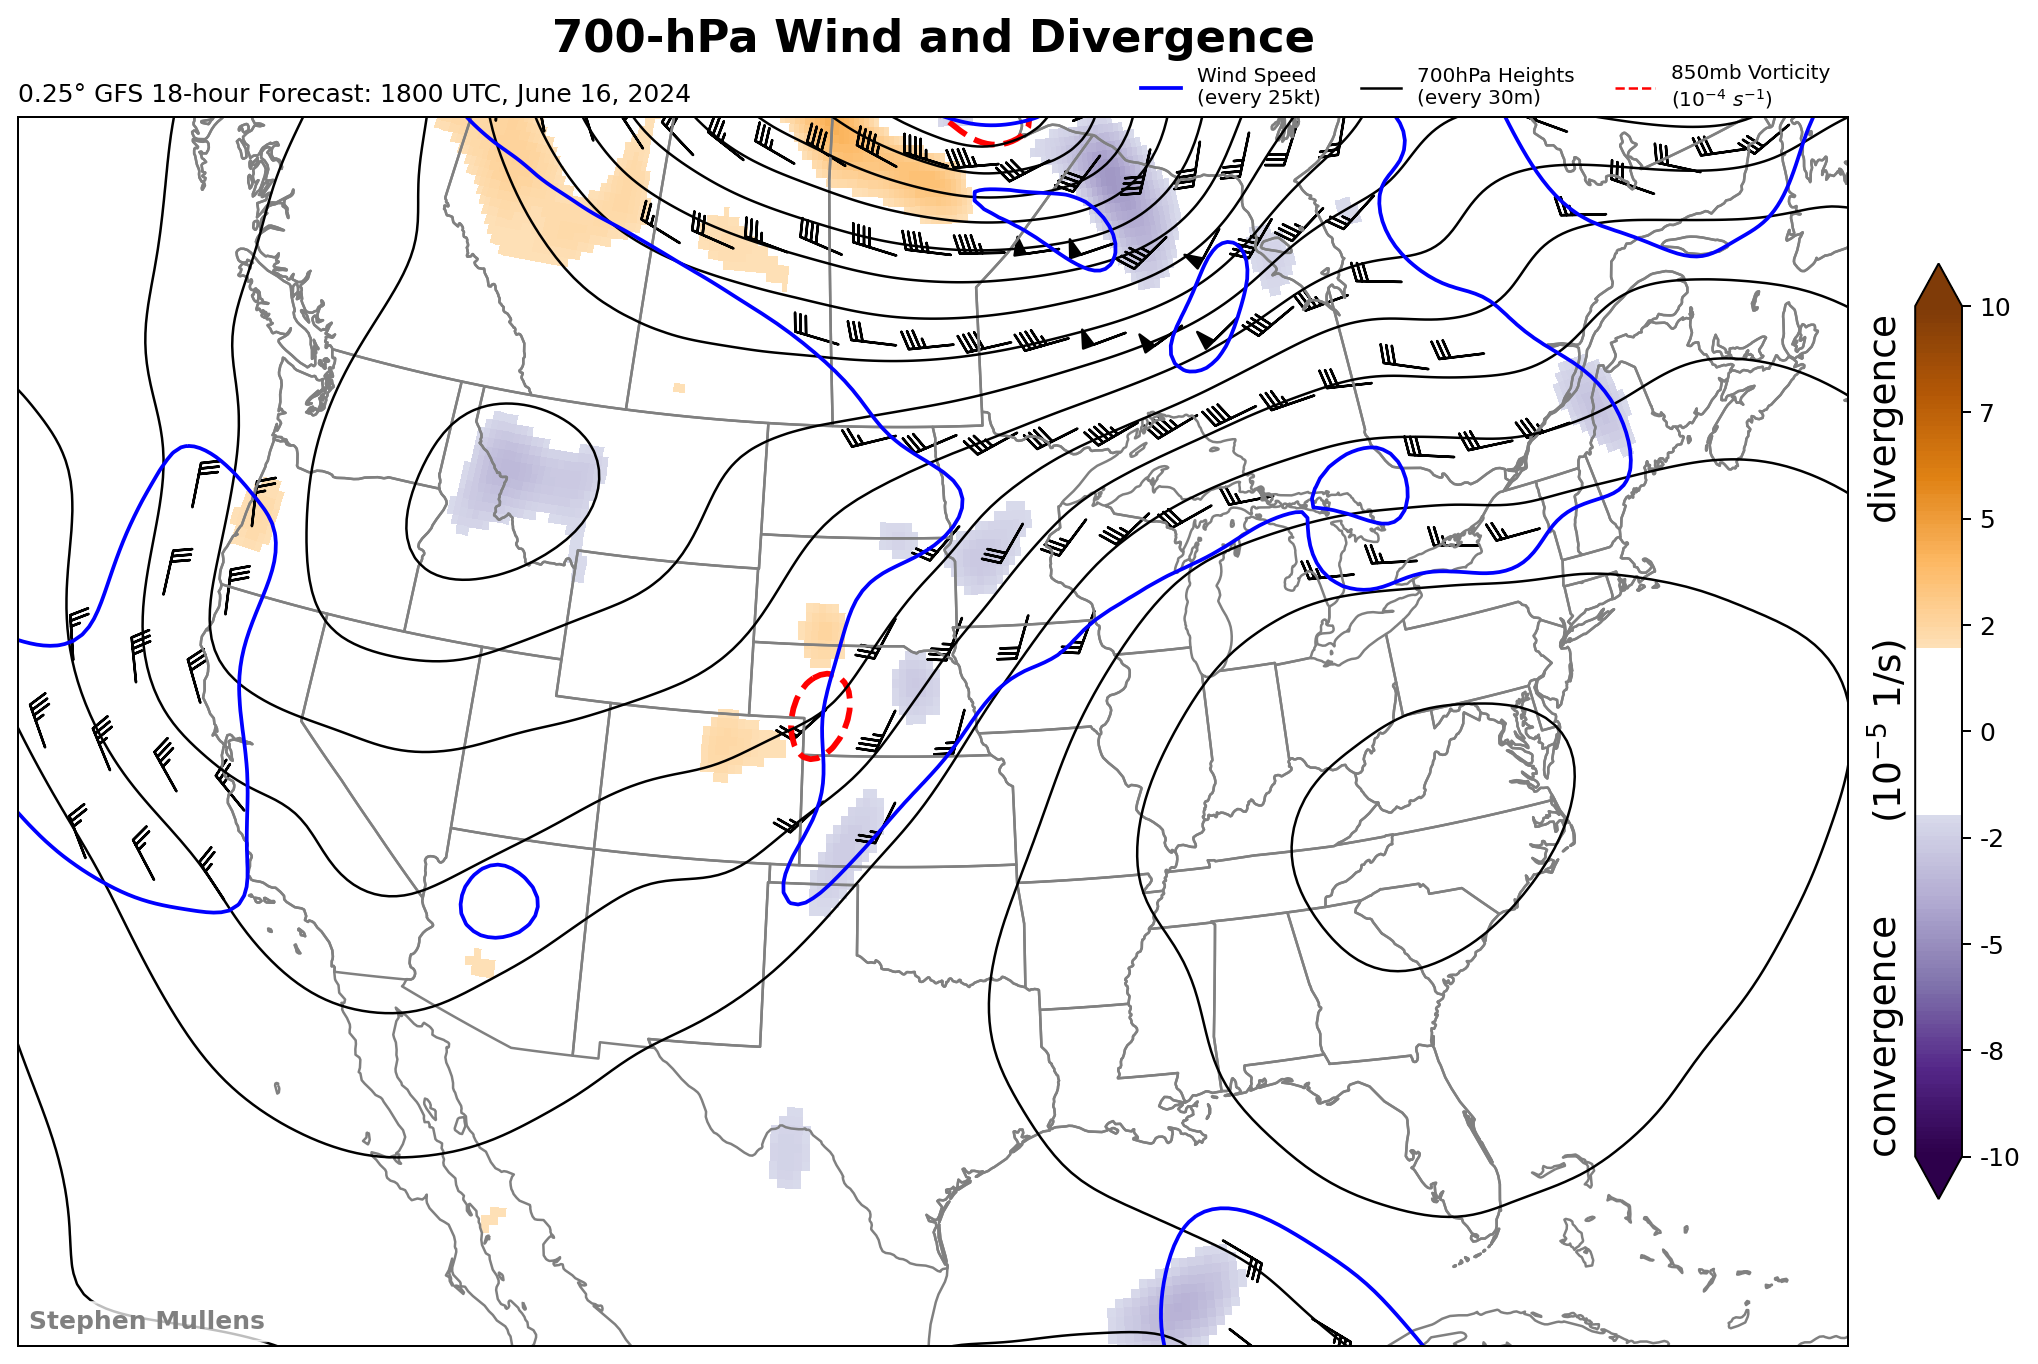 700-hPa Wind and Divergence
0.25° GFS 18-hour Forecast: 1800 UTC, June 16, 2024
Wind Speed
(every 25kt)
700hPa Heights
(every 30m)
850mb Vorticity
(10⁻⁴ s⁻¹)
10
7
5
2
0
-2
-5
-8
-10
convergence (10⁻⁵ 1/s) divergence
Stephen Mullens